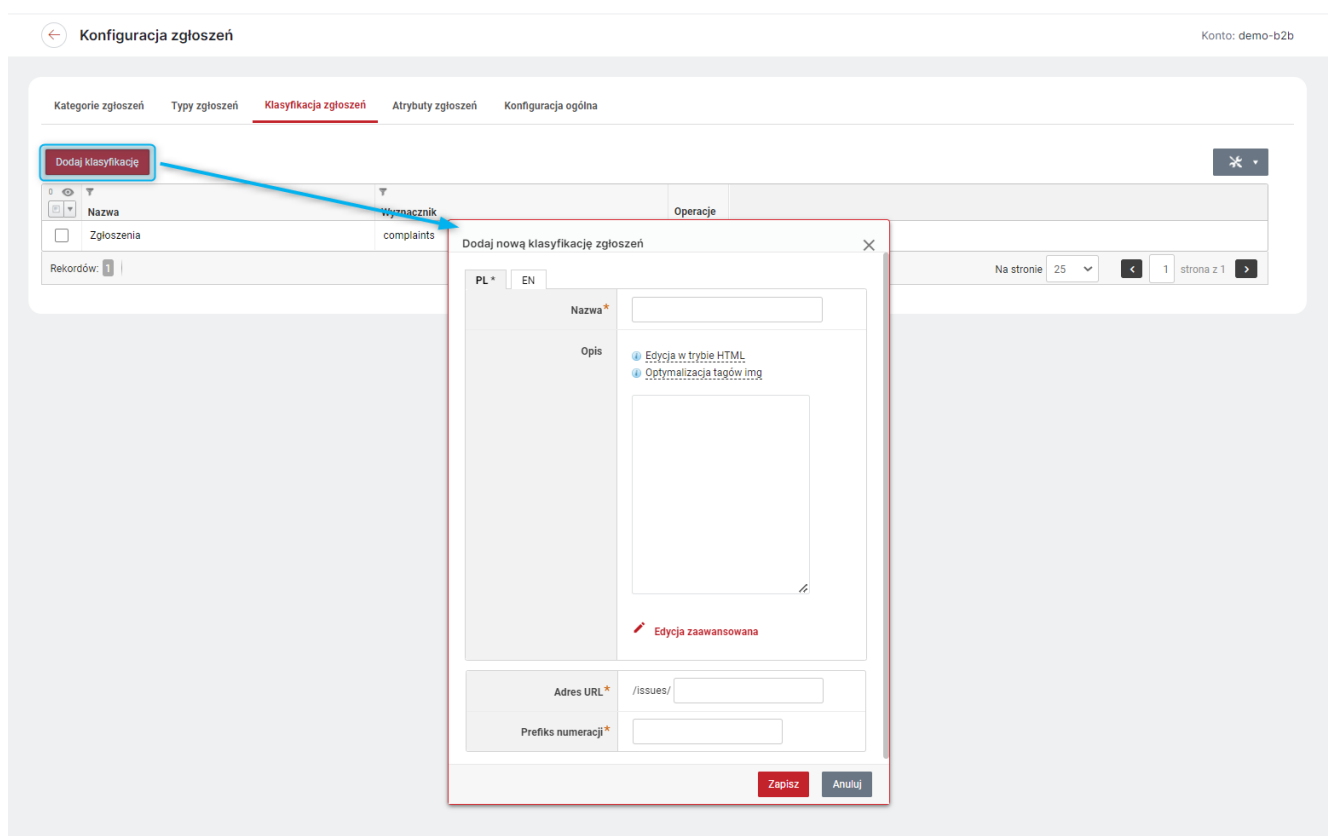 Konfiguracja zgłoszeń
Konto: demo-b2b
Kategorie zgłoszeń Typy zgłoszeń Klasyfikacja zgłoszeń Atrybuty zgłoszeń Konfiguracja ogólna
Dodaj klasyfikację
0
Nazwa Wyznacznik Operacje
Zgłoszenia complaints
Rekordów: 1
Na stronie 25 1 strona z 1
Dodaj nową klasyfikację zgłoszeń
PL * EN
Nazwa*
Opis
Edycja w trybie HTML
Optymalizacja tagów img
Edycja zaawansowana
Adres URL* /issues/
Prefiks numeracji*
Zapisz Anuluj